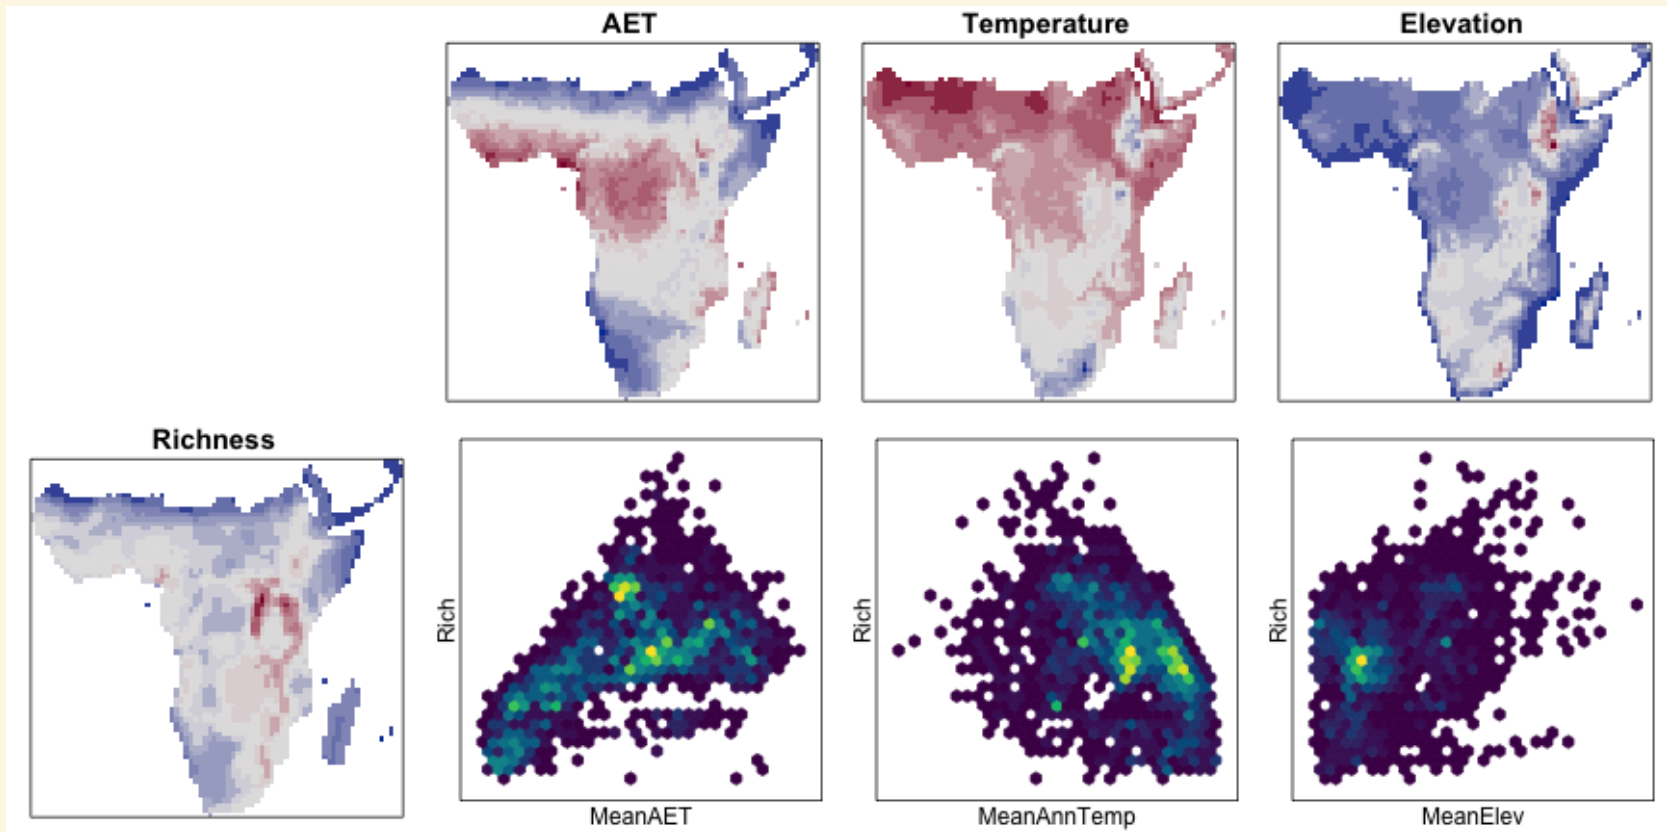 AET
Temperature
Elevation
Richness
Rich
MeanAET
Rich
MeanAnnTemp
Rich
MeanElev